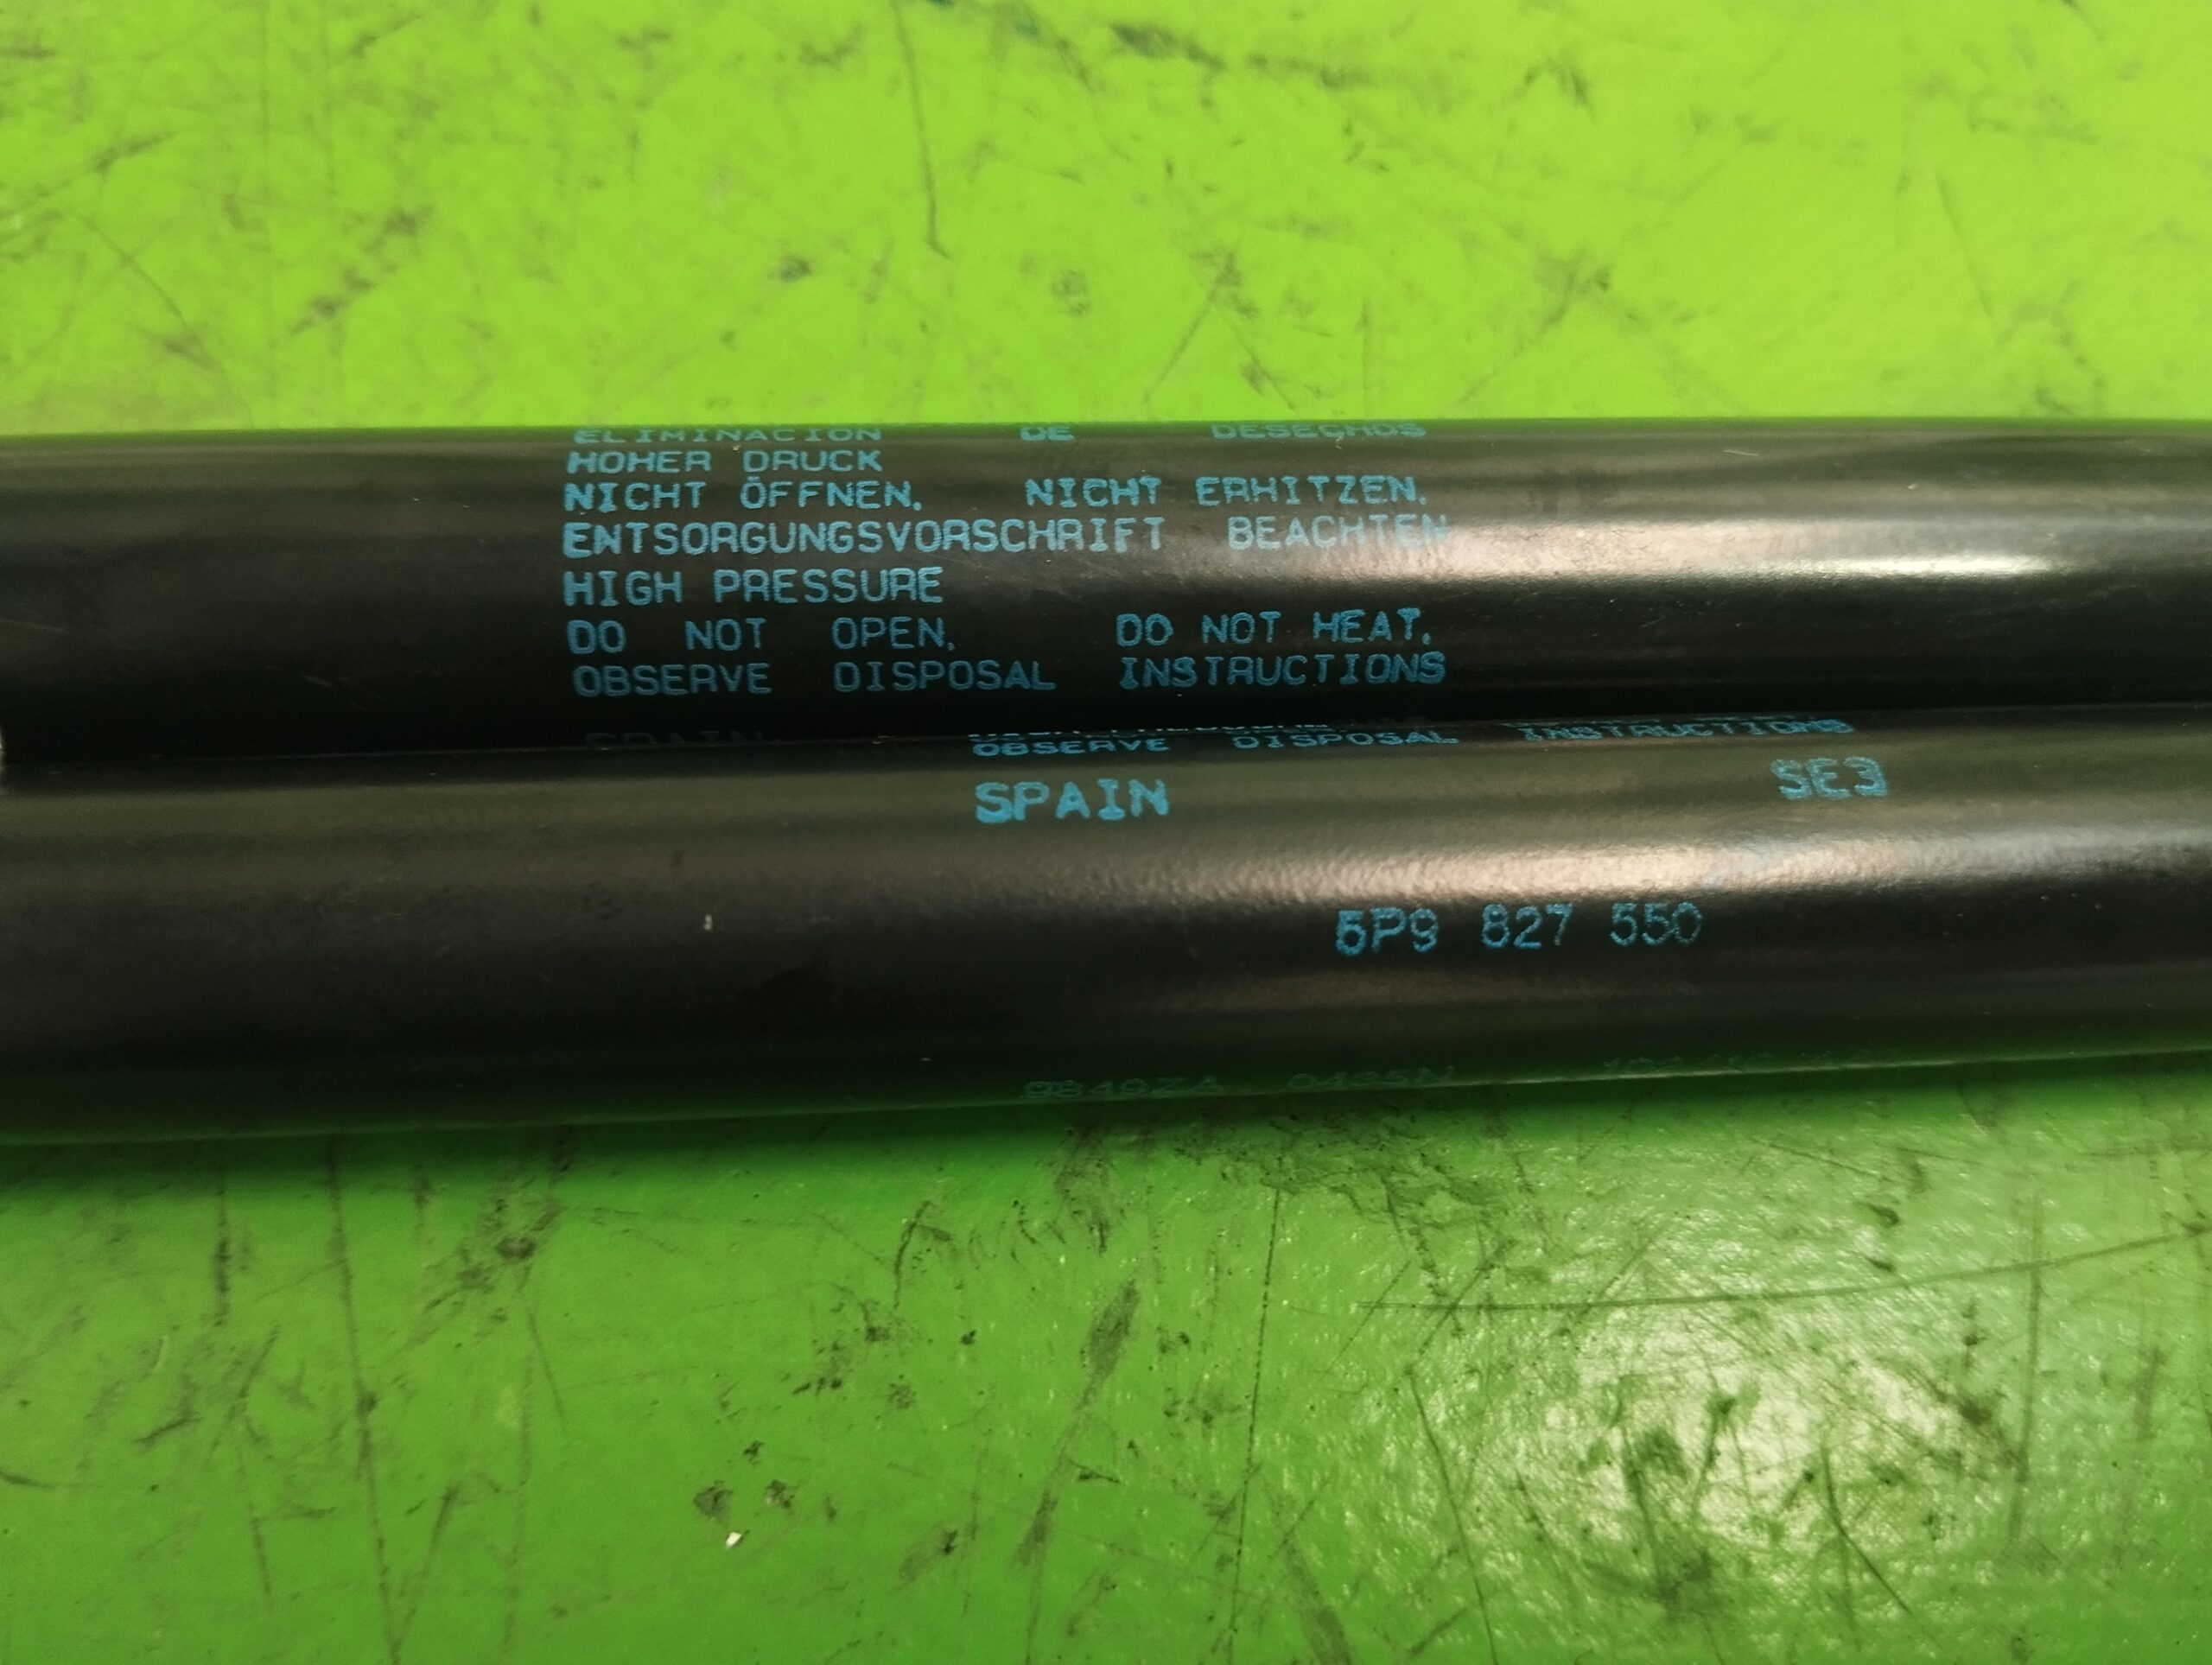 ELIMINACION DE DESECHOS
HOHER DRUCK
NICHT ÖFFNEN. NICHT ERHITZEN.
ENTSORGUNGSVORSCHRIFT BEACHTEN
HIGH PRESSURE
DO NOT OPEN. DO NOT HEAT.
OBSERVE DISPOSAL INSTRUCTIONS
SPAIN
OBSERVE DISPOSAL INSTRUCTIONS
SPAIN SE3
5P9 827 550